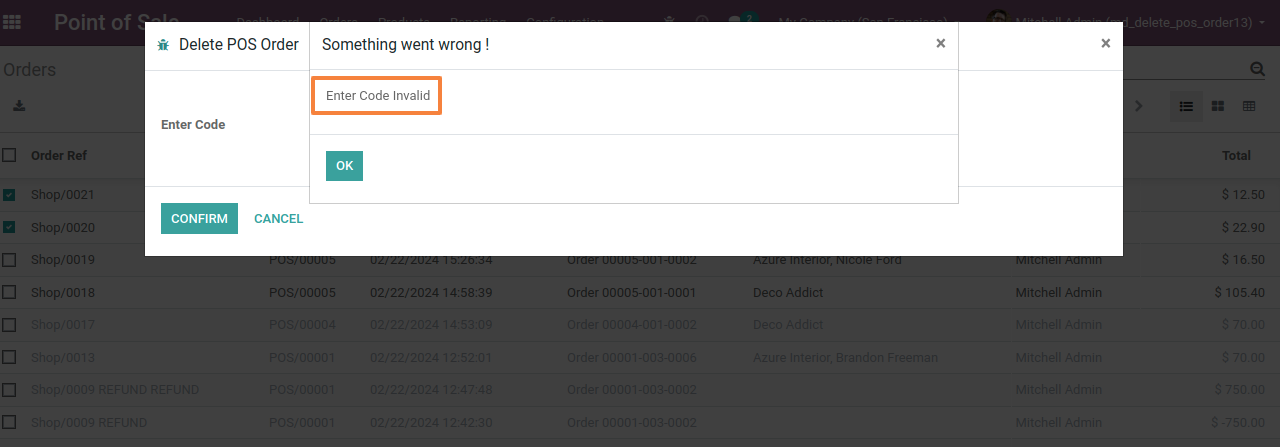 Point of Sale Dashboard Orders Products Reporting Configuration 2 My Company (San Francisco) Mitchell Admin (md_delete_pos_order13)
Delete POS Order
Something went wrong !
×
×
Orders
Enter Code Invalid
Enter Code
OK
CONFIRM CANCEL
Order Ref Total
Shop/0021 $ 12.50
Shop/0020 $ 22.90
Shop/0019 POS/00005 02/22/2024 15:26:34 Order 00005-001-0002 Azure Interior, Nicole Ford Mitchell Admin $ 16.50
Shop/0018 POS/00005 02/22/2024 14:58:39 Order 00005-001-0001 Deco Addict Mitchell Admin $ 105.40
Shop/0017 POS/00004 02/22/2024 14:53:09 Order 00004-001-0002 Deco Addict Mitchell Admin $ 70.00
Shop/0013 POS/00001 02/22/2024 12:52:01 Order 00001-003-0006 Azure Interior, Brandon Freeman Mitchell Admin $ 70.00
Shop/0009 REFUND REFUND POS/00001 02/22/2024 12:47:48 Order 00001-003-0002 Mitchell Admin $ 750.00
Shop/0009 REFUND POS/00001 02/22/2024 12:42:30 Order 00001-003-0002 Mitchell Admin $ -750.00